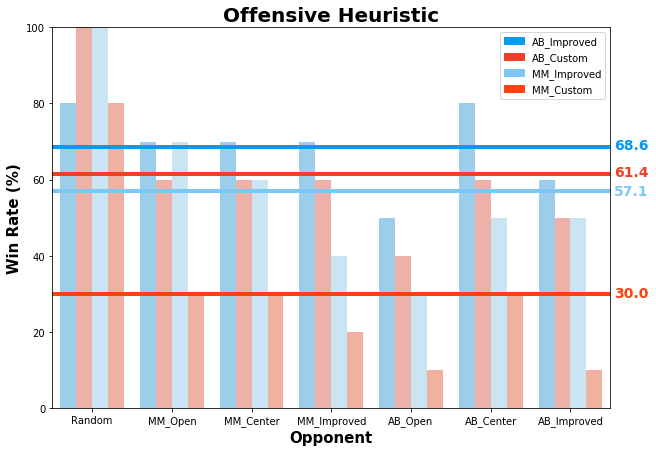 Offensive Heuristic
100
80
60
40
20
0
Win Rate (%)
AB_Improved
AB_Custom
MM_Improved
MM_Custom
68.6
61.4
57.1
30.0
Random MM_Open MM_Center MM_Improved AB_Open AB_Center AB_Improved
Opponent